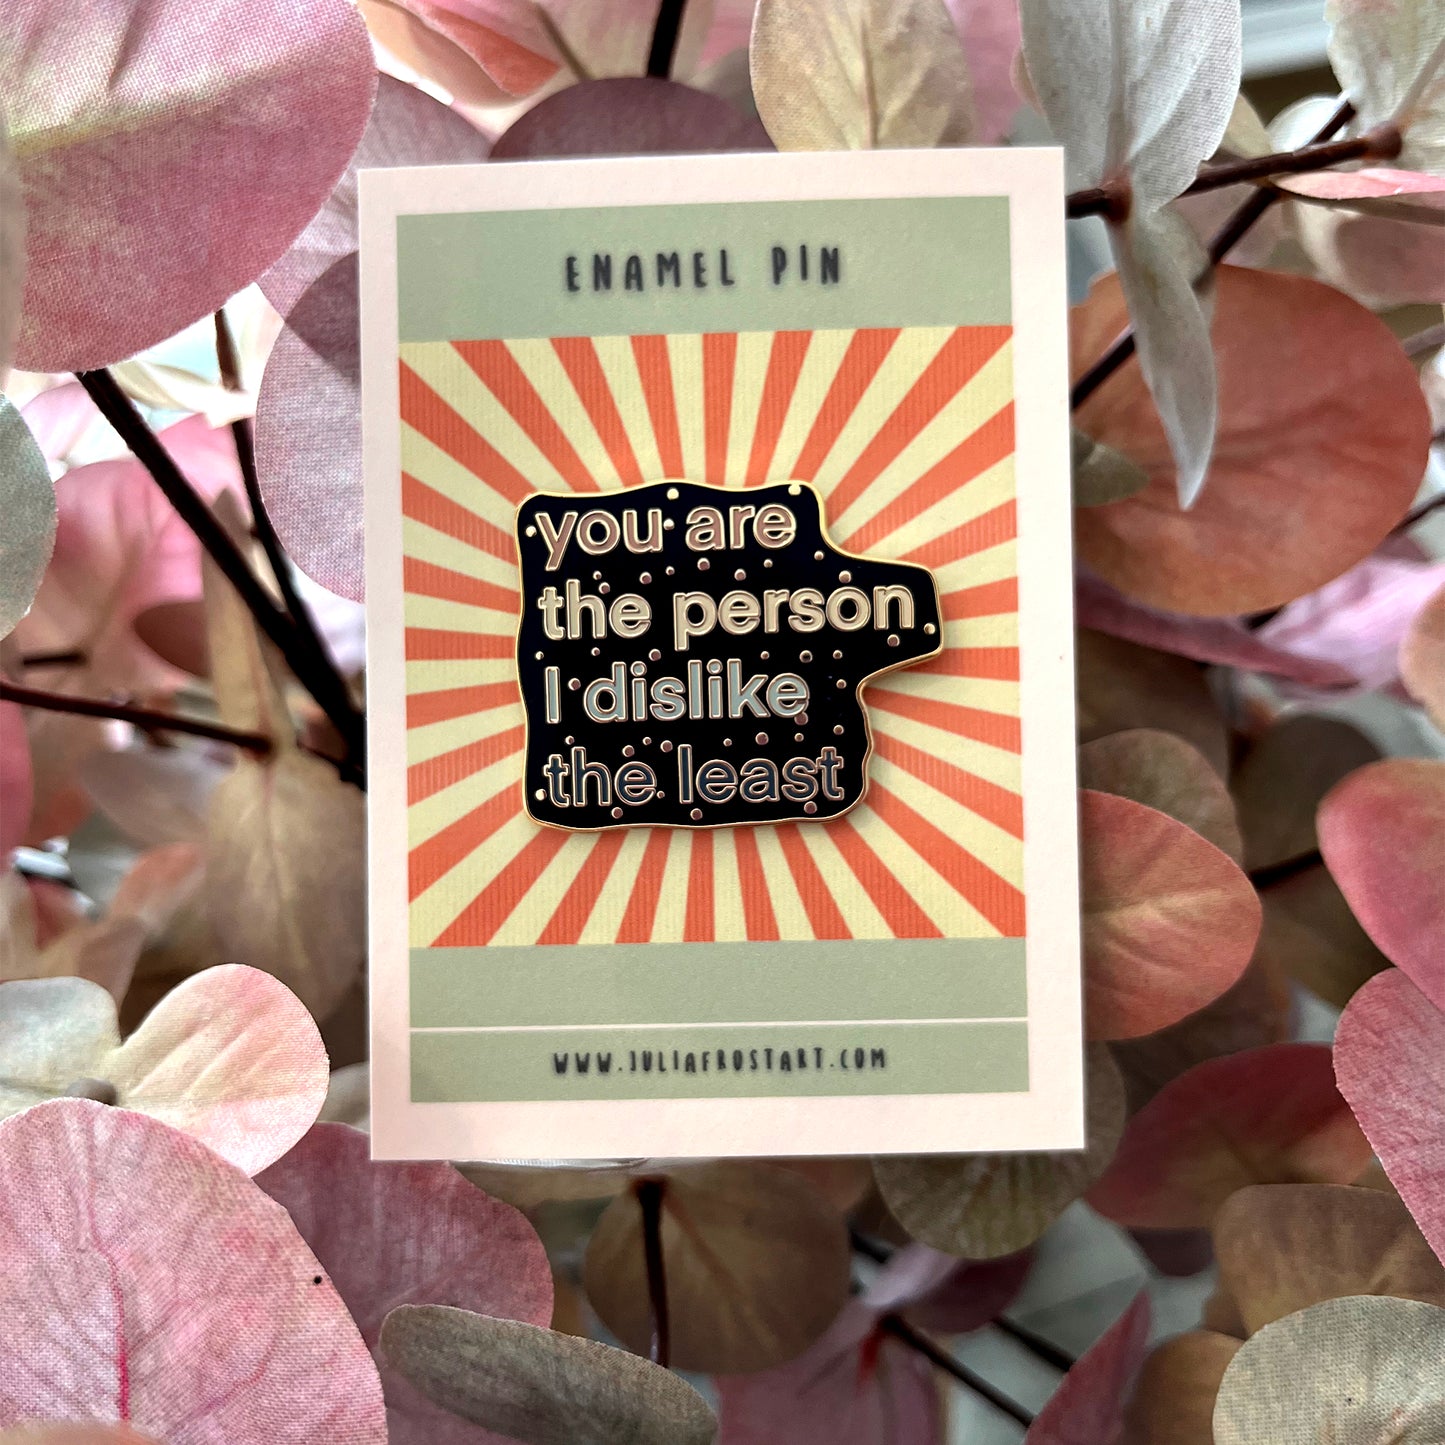 ENAMEL PIN
you are
the person
I dislike
the least
WWW.JULIAFROSTART.COM